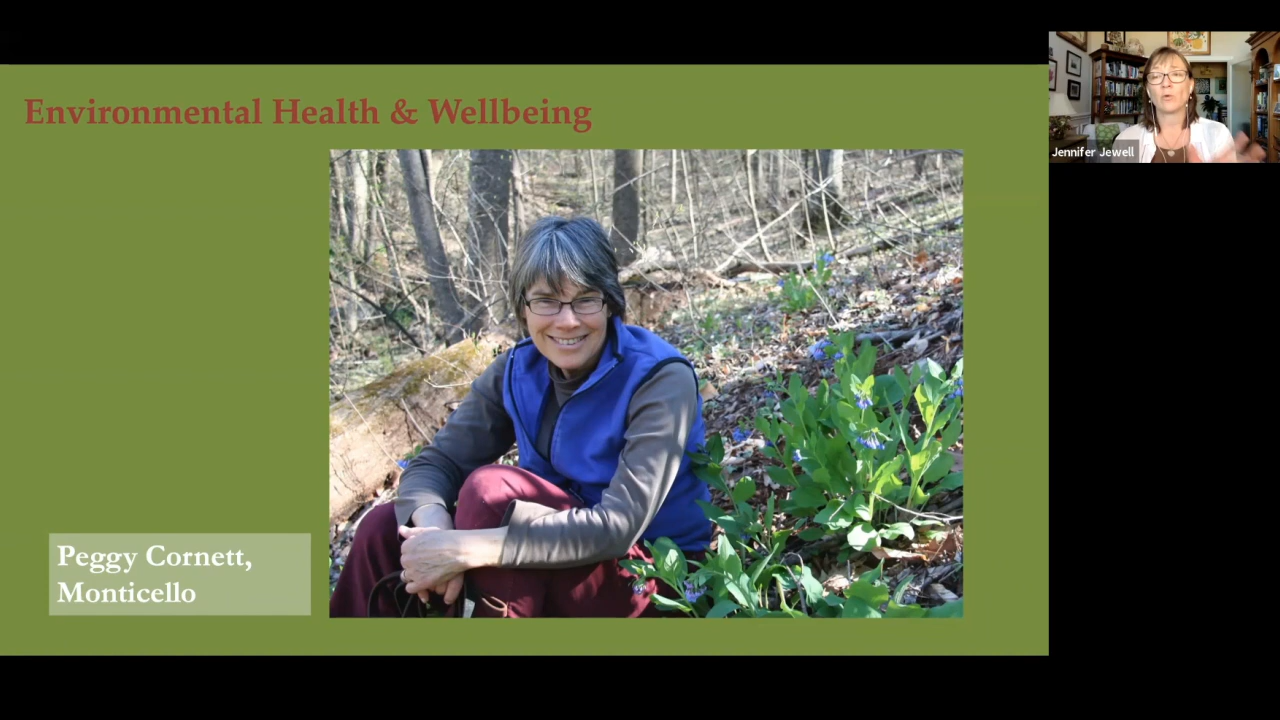 Environmental Health & Wellbeing
Jennifer Jewell
Peggy Cornett,
Monticello